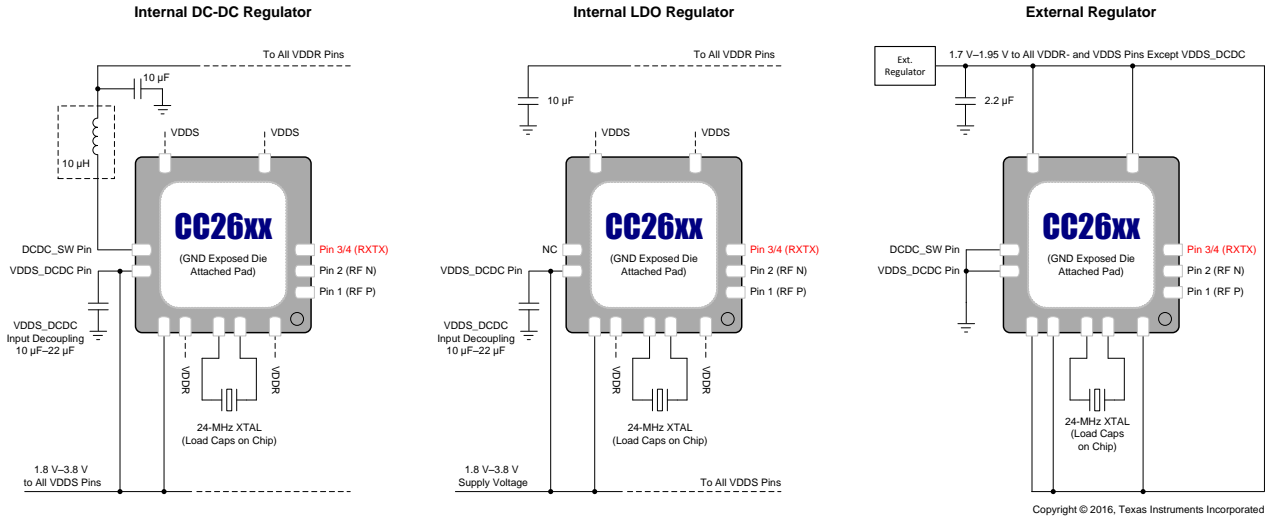 Internal DC-DC Regulator
To All VDDR Pins
10 µF
10 µH
VDDS
VDDS
CC26xx
(GND Exposed Die
Attached Pad)
DCDC_SW Pin
VDDS_DCDC Pin
Pin 3/4 (RXTX)
Pin 2 (RF N)
Pin 1 (RF P)
VDDS_DCDC
Input Decoupling
10 µF–22 µF
VDDR
VDDR
24-MHz XTAL
(Load Caps on Chip)
1.8 V–3.8 V
to All VDDS Pins
Internal LDO Regulator
To All VDDR Pins
10 µF
VDDS
VDDS
CC26xx
(GND Exposed Die
Attached Pad)
NC
VDDS_DCDC Pin
Pin 3/4 (RXTX)
Pin 2 (RF N)
Pin 1 (RF P)
VDDS_DCDC
Input Decoupling
10 µF–22 µF
VDDR
VDDR
24-MHz XTAL
(Load Caps on Chip)
1.8 V–3.8 V
Supply Voltage
To All VDDS Pins
External Regulator
Ext.
Regulator
1.7 V–1.95 V to All VDDR- and VDDS Pins Except VDDS_DCDC
2.2 µF
CC26xx
(GND Exposed Die
Attached Pad)
DCDC_SW Pin
VDDS_DCDC Pin
Pin 3/4 (RXTX)
Pin 2 (RF N)
Pin 1 (RF P)
24-MHz XTAL
(Load Caps
on Chip)
Copyright © 2016, Texas Instruments Incorporated